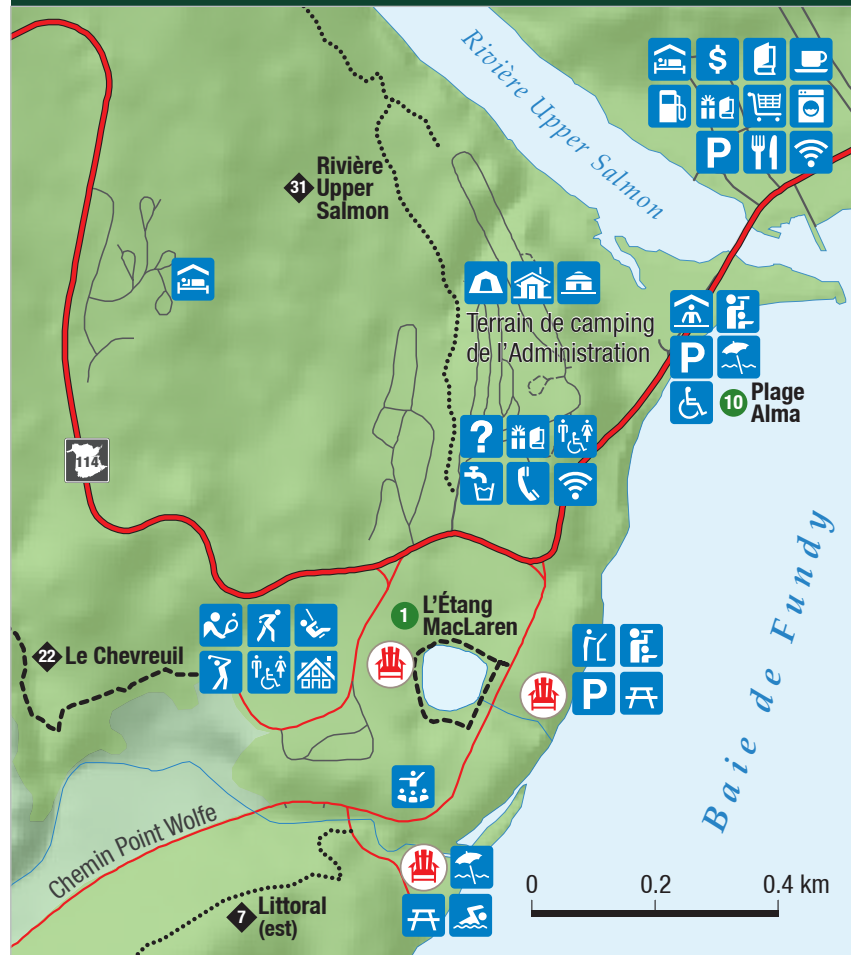 Rivière Upper Salmon
$
P
31
Rivière
Upper
Salmon
Terrain de camping
de l'Administration
P
10
Plage
Alma
?
114
1
L'Étang
MacLaren
22 Le Chevreuil
P
Baie de Fundy
Chemin Point Wolfe
0 0.2 0.4 km
7
Littoral
(est)